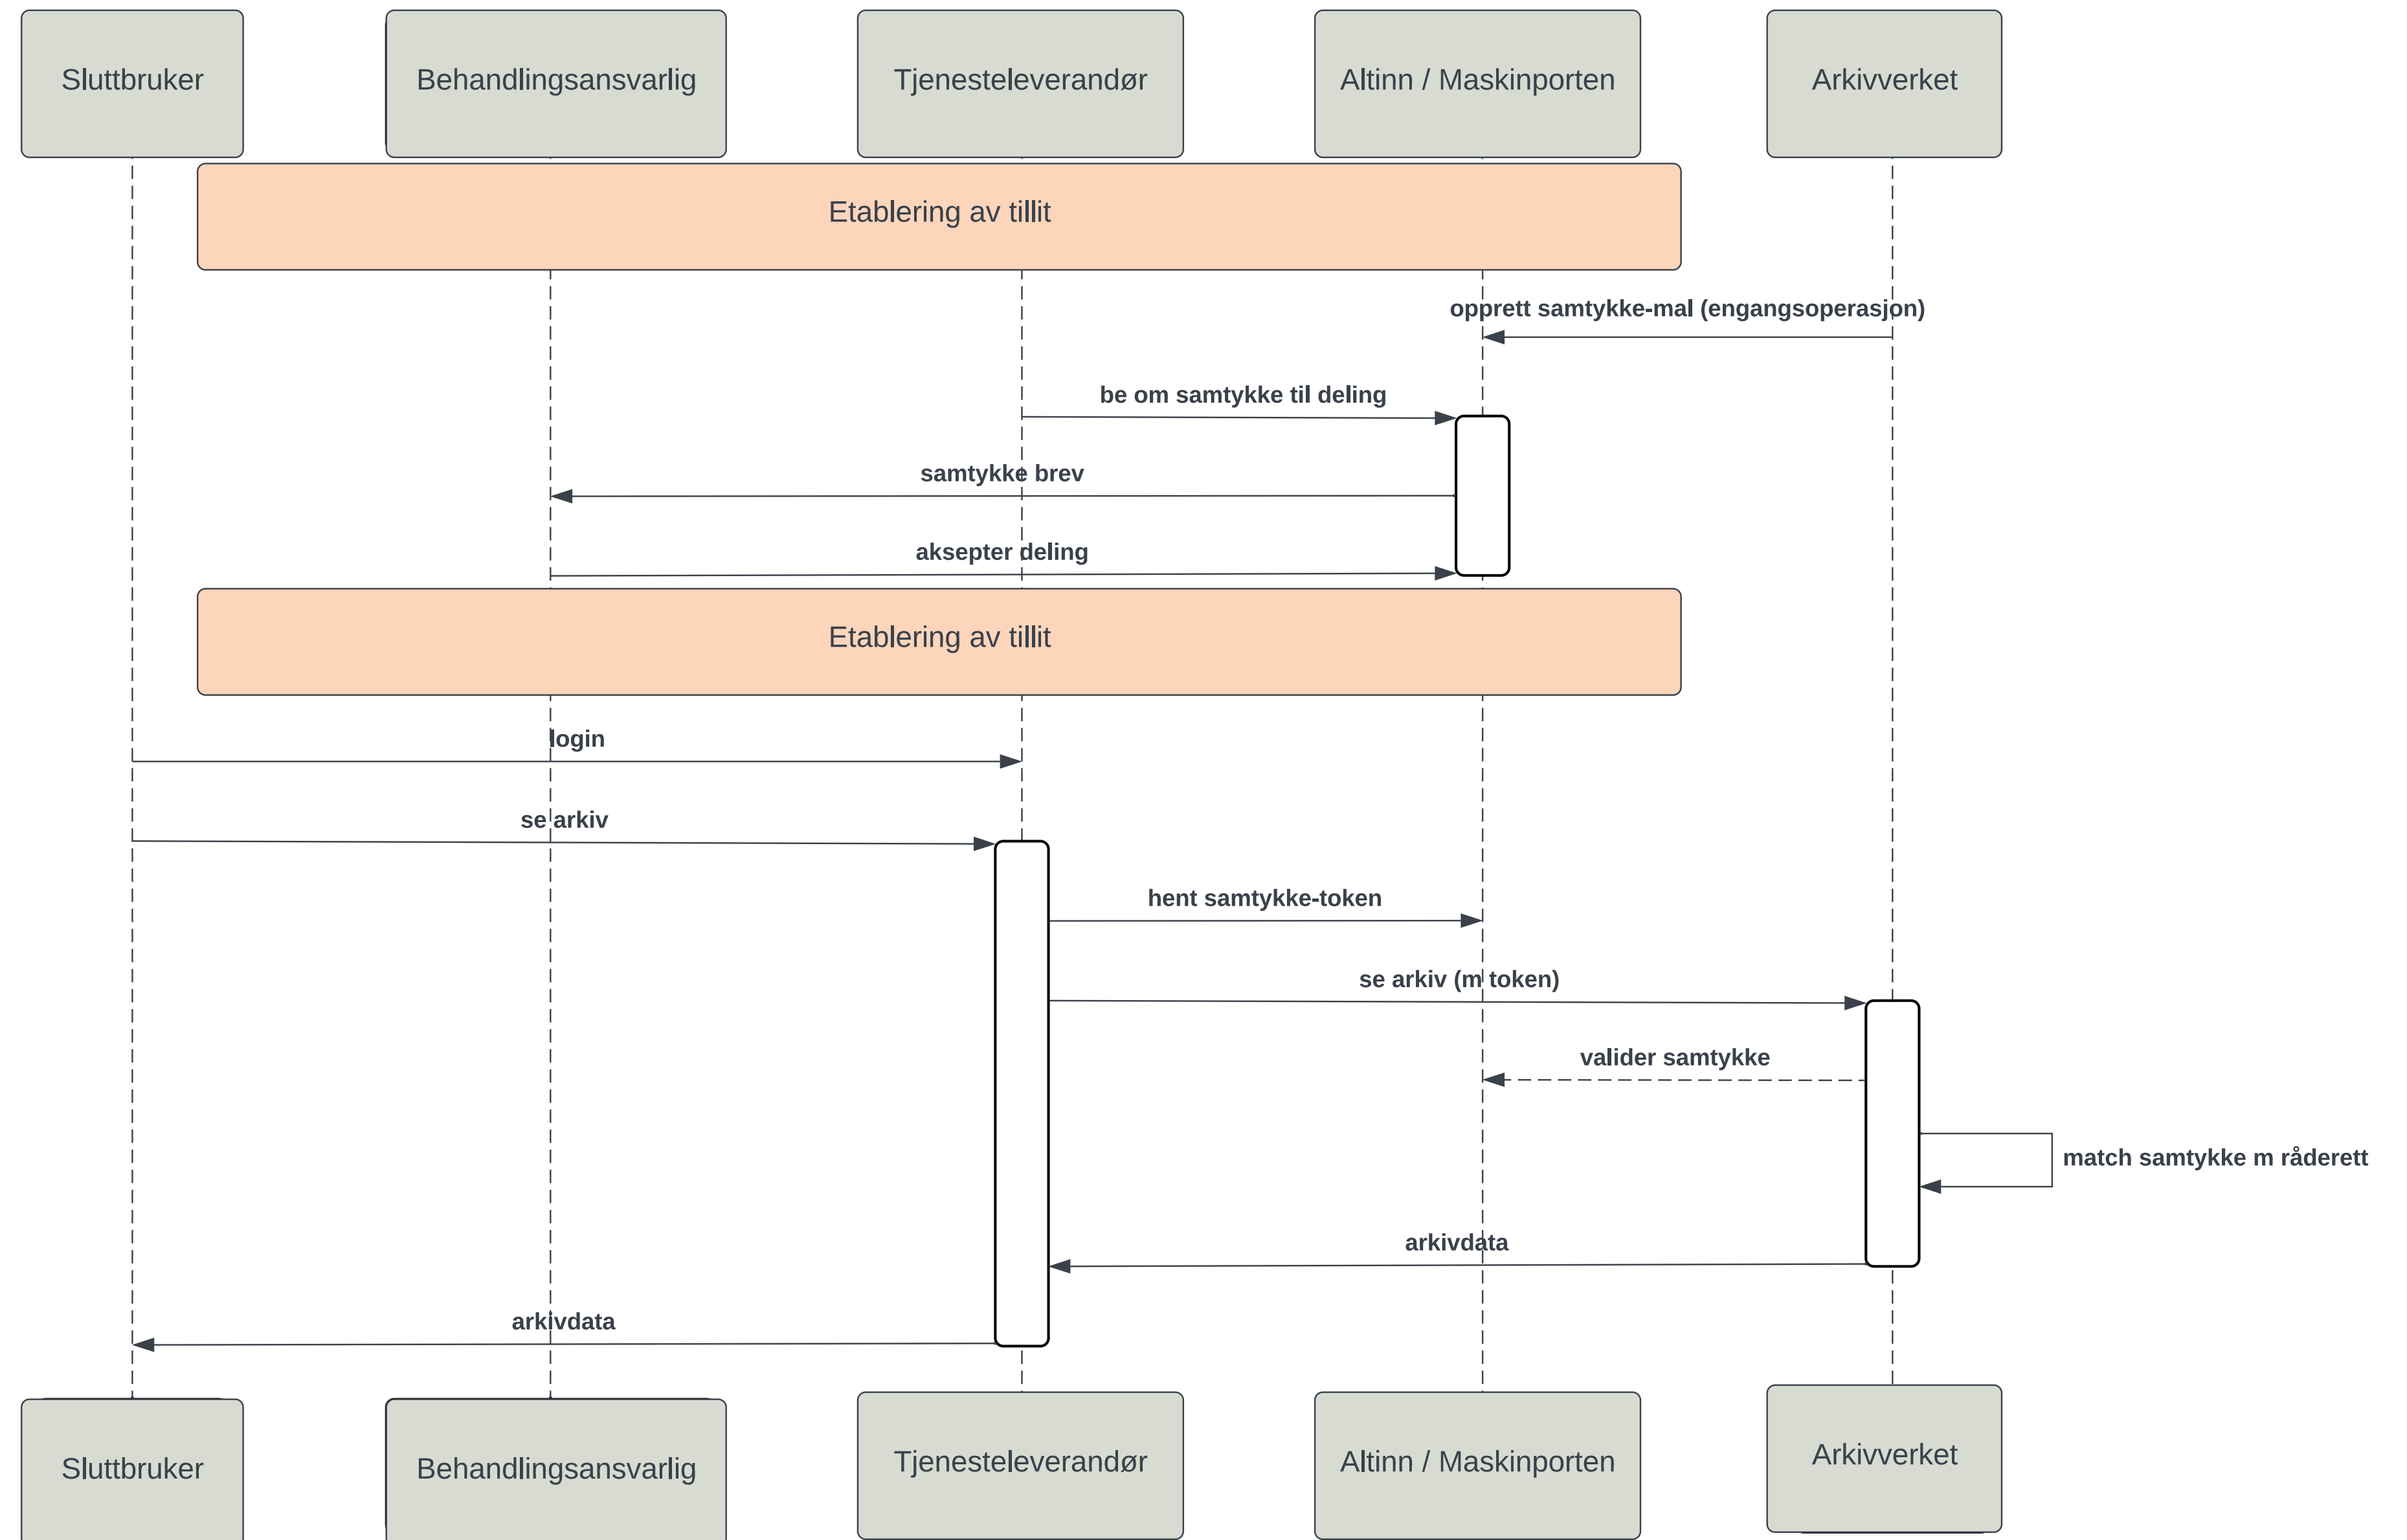 Sluttbruker
Behandlingsansvarlig
Tjenesteleverandør
Altinn / Maskinporten
Arkivverket
Etablering av tillit
opprett samtykke-mal (engangsoperasjon)
be om samtykke til deling
samtykke brev
aksepter deling
Etablering av tillit
login
se arkiv
hent samtykke-token
se arkiv (m token)
valider samtykke
match samtykke m råderett
arkivdata
arkivdata
Sluttbruker
Behandlingsansvarlig
Tjenesteleverandør
Altinn / Maskinporten
Arkivverket